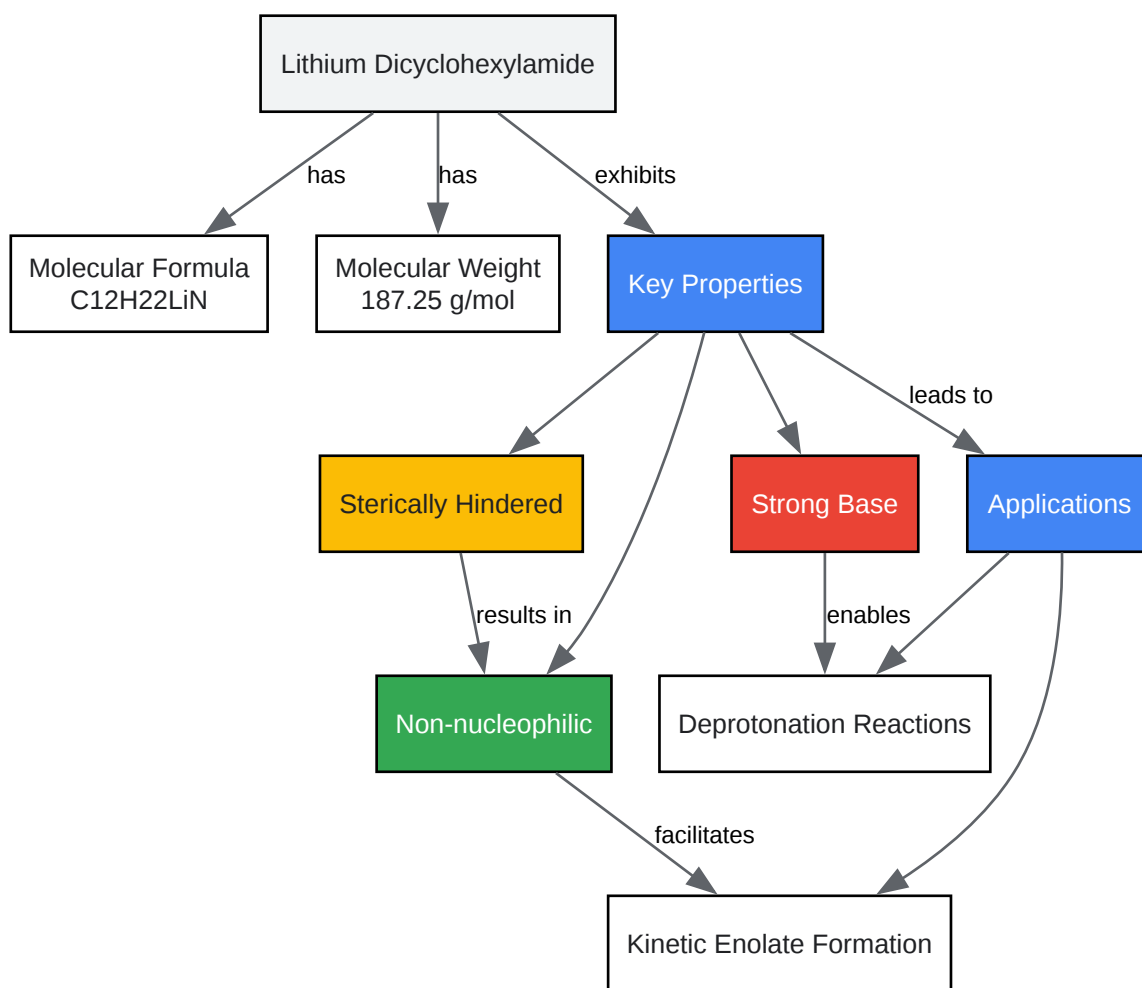 Lithium Dicyclohexylamide
has
has
exhibits
Molecular Formula
C12H22LiN
Molecular Weight
187.25 g/mol
Key Properties
leads to
Sterically Hindered
Strong Base
Applications
results in
enables
Non-nucleophilic
Deprotonation Reactions
facilitates
Kinetic Enolate Formation